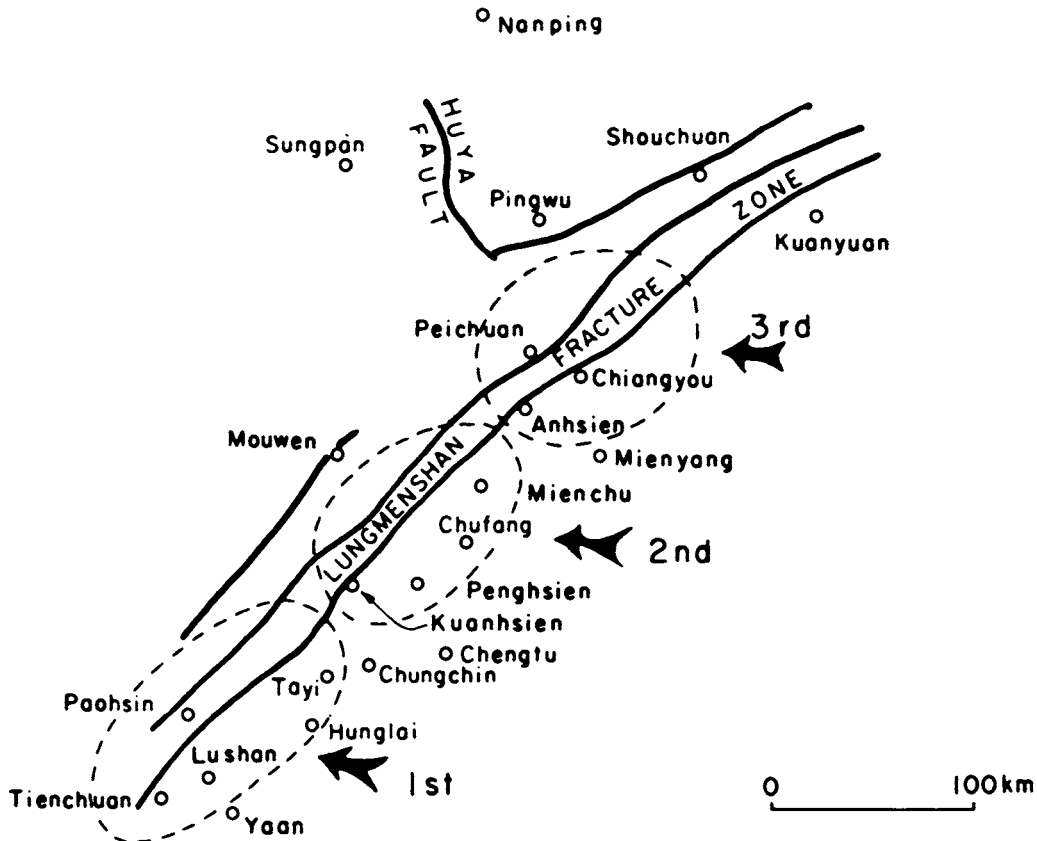 Nanping
HUYA
FAULT
Sungpan
Shouchuan
Pingwu
ZONE
Kuanyuan
FRACTURE
3rd
Peichuan
Chiangyou
Anhsien
Mouwen
Mienyang
LUNGMENSHAN
Mienchu
Chufang
2nd
Penghsien
Kuanhsien
Chengtu
Chungchin
Tayi
Paohsin
Hunglai
Lushan
1st
Tienchuan
Yaan
0 100km